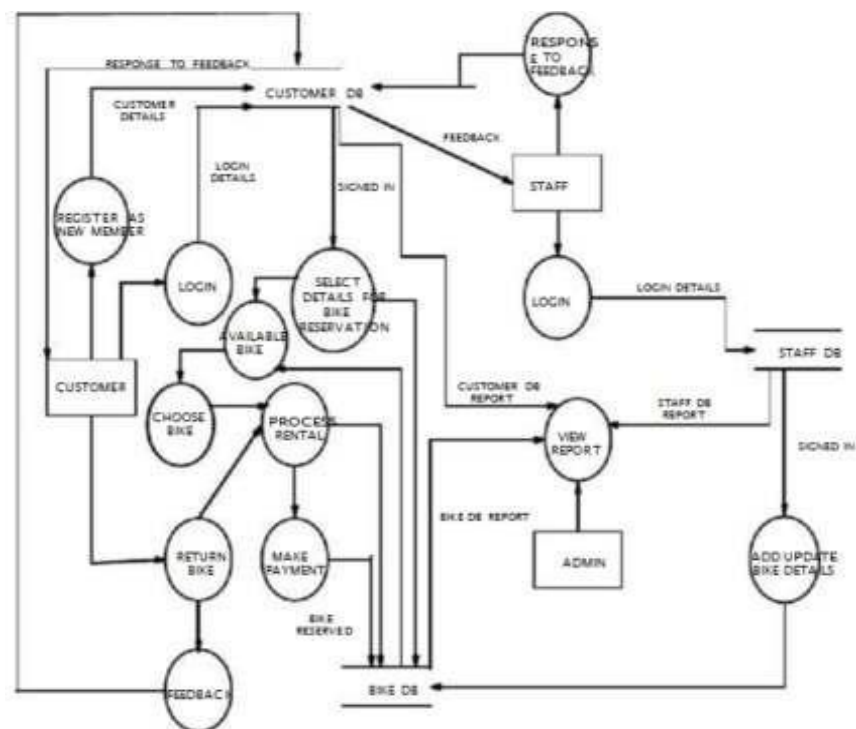 RESPONSE TO FEEDBACK
RESPONS
E TO
FEEDBACK
CUSTOMER DB
CUSTOMER
DETAILS
FEEDBACK
LOGIN
DETAILS
SIGNED IN
STAFF
REGISTER AS
NEW MEMBER
LOGIN
SELECT
DETAILS FOR
BIKE
RESERVATION
LOGIN
LOGIN DETAILS
AVAILABLE
BIKE
STAFF DB
CUSTOMER
CUSTOMER DB
REPORT
STAFF DB
REPORT
CHOOSE
BIKE
PROCESS
RENTAL
VIEW
REPORT
SIGNED IN
BIKE DB REPORT
RETURN
BIKE
MAKE
PAYMENT
ADMIN
ADD UPDATE
BIKE DETAILS
BIKE
RESERVED
FEEDBACK
BIKE DB